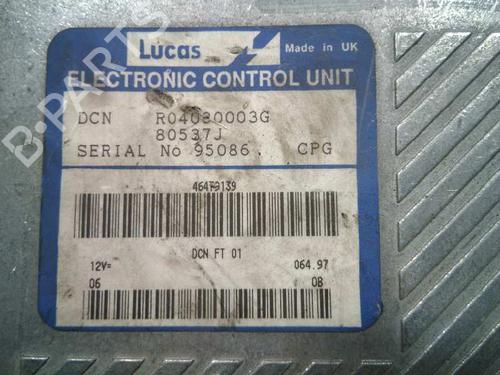 Lucas
Made in UK
ELECTRONIC CONTROL UNIT
DCN R04080003G
80537J
SERIAL No 95086. CPG
46479139
DCN FT 01
12V= 064.97
06 0B
B-PARTS